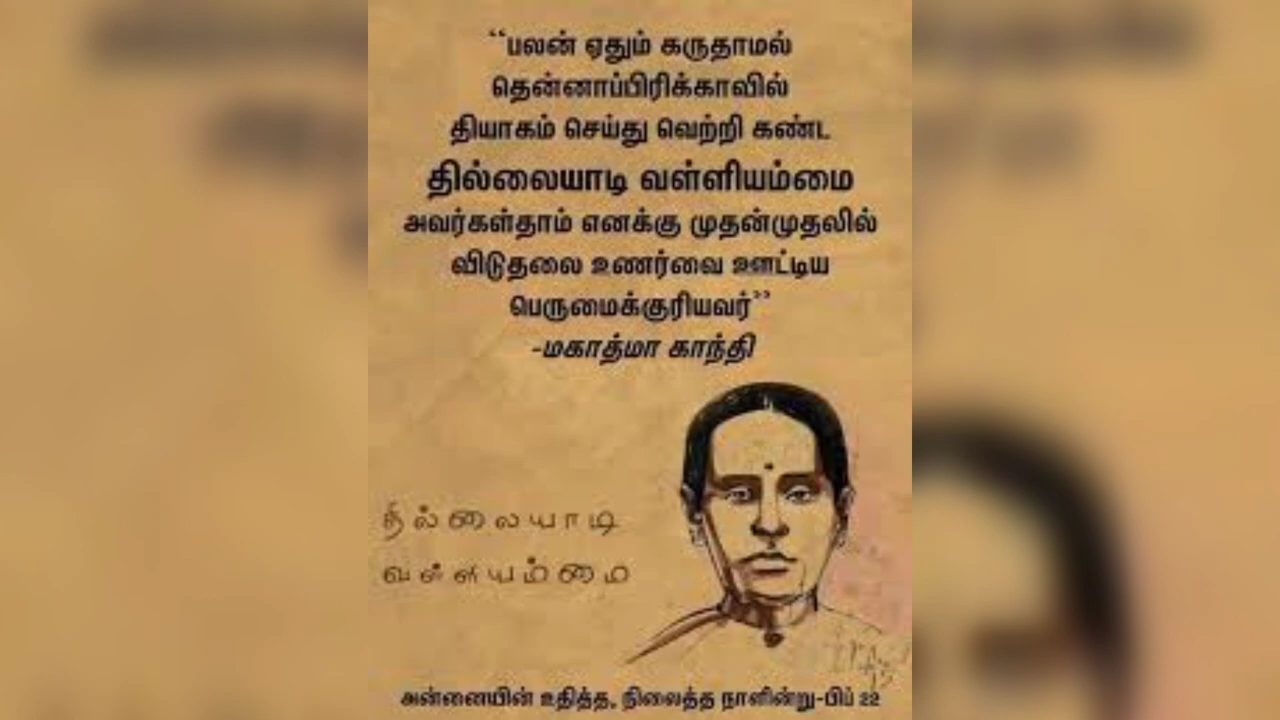 “பலன் ஏதும் கருதாமல்
தென்னாப்பிரிக்காவில்
தியாகம் செய்து வெற்றி கண்ட
தில்லையாடி வள்ளியம்மை
அவர்கள்தாம் எனக்கு முதன்முதலில்
விடுதலை உணர்வை ஊட்டிய
பெருமைக்குரியவர்”
-மகாத்மா காந்தி
தில்லையாடி
வள்ளியம்மை
அன்னையின் உதித்த, நிலைத்த நாளின்று-பிப் 22